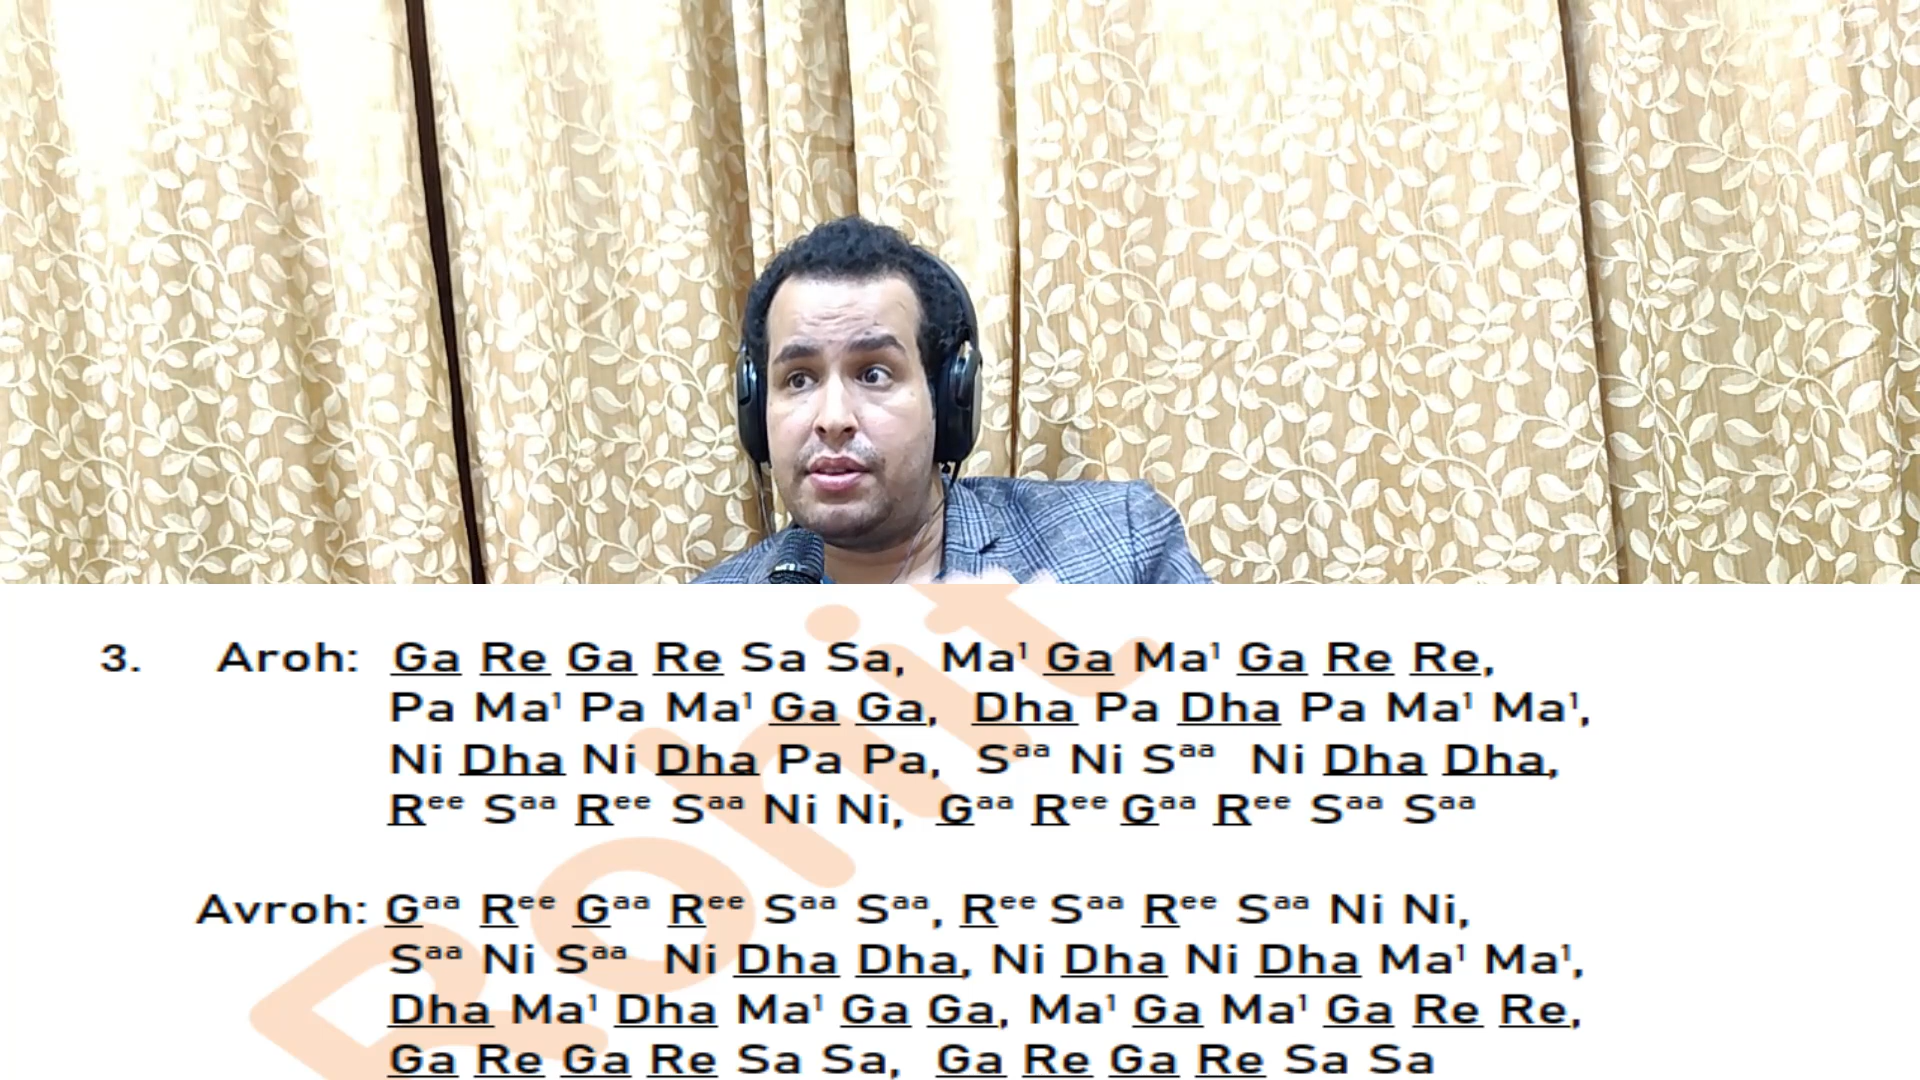 3. Aroh: Ga Re Ga Re Sa Sa, Ma¹ Ga Ma¹ Ga Re Re,
Pa Ma¹ Pa Ma¹ Ga Ga, Dha Pa Dha Pa Ma¹ Ma¹,
Ni Dha Ni Dha Pa Pa, Sᵃᵃ Ni Sᵃᵃ Ni Dha Dha,
Rᵉᵉ Sᵃᵃ Rᵉᵉ Sᵃᵃ Ni Ni, Gᵃᵃ Rᵉᵉ Gᵃᵃ Rᵉᵉ Sᵃᵃ Sᵃᵃ
Avroh: Gᵃᵃ Rᵉᵉ Gᵃᵃ Rᵉᵉ Sᵃᵃ Sᵃᵃ, Rᵉᵉ Sᵃᵃ Rᵉᵉ Sᵃᵃ Ni Ni,
Sᵃᵃ Ni Sᵃᵃ Ni Dha Dha, Ni Dha Ni Dha Ma¹ Ma¹,
Dha Ma¹ Dha Ma¹ Ga Ga, Ma¹ Ga Ma¹ Ga Re Re,
Ga Re Ga Re Sa Sa, Ga Re Ga Re Sa Sa
Rohit